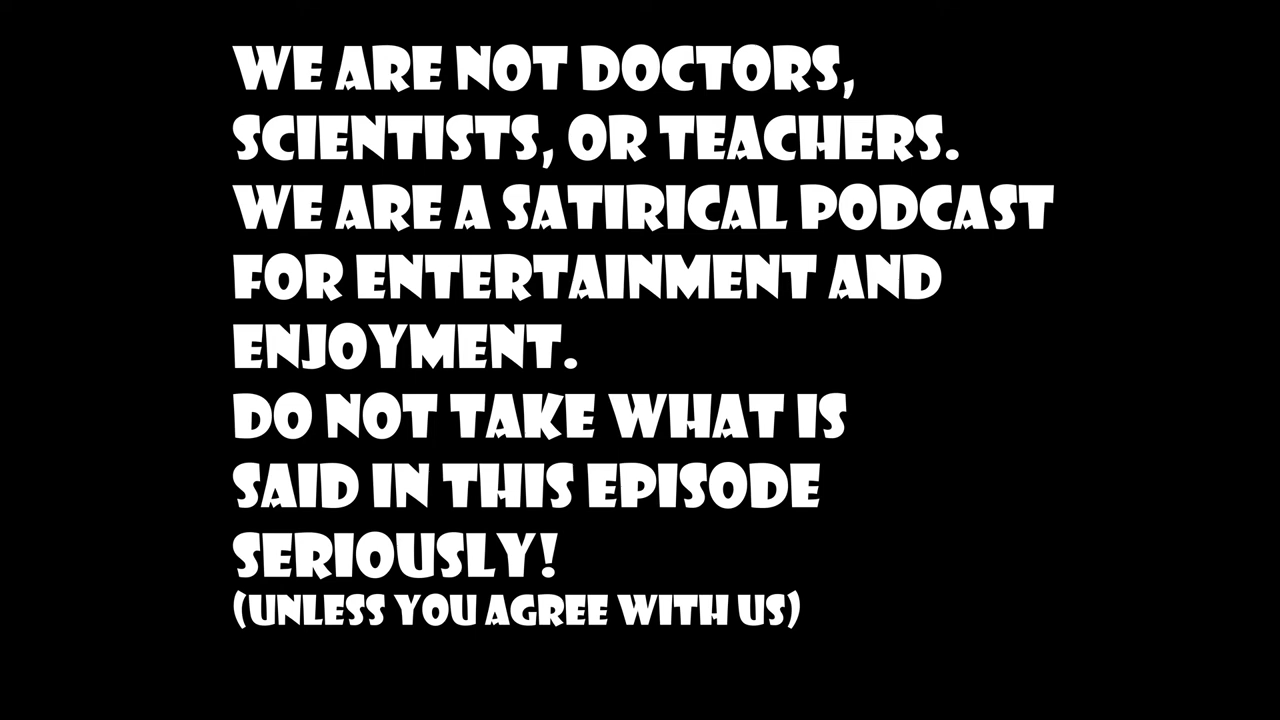 WE ARE NOT DOCTORS,
SCIENTISTS, OR TEACHERS.
WE ARE A SATIRICAL PODCAST
FOR ENTERTAINMENT AND
ENJOYMENT.
DO NOT TAKE WHAT IS
SAID IN THIS EPISODE
SERIOUSLY!
(UNLESS YOU AGREE WITH US)